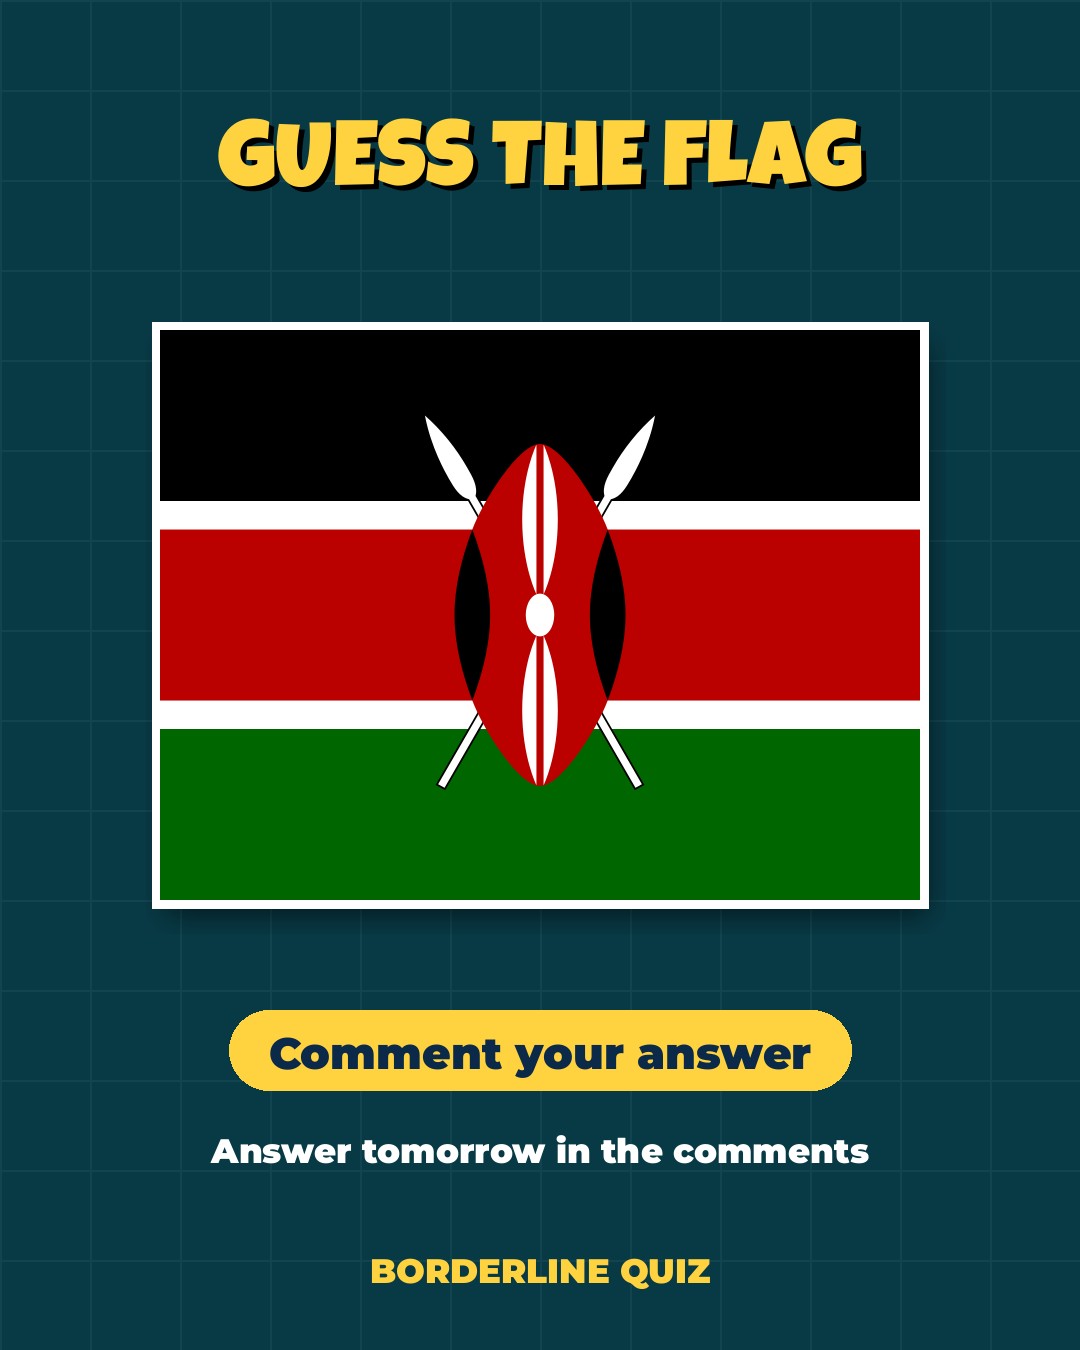 GUESS THE FLAG
Comment your answer
Answer tomorrow in the comments
BORDERLINE QUIZ